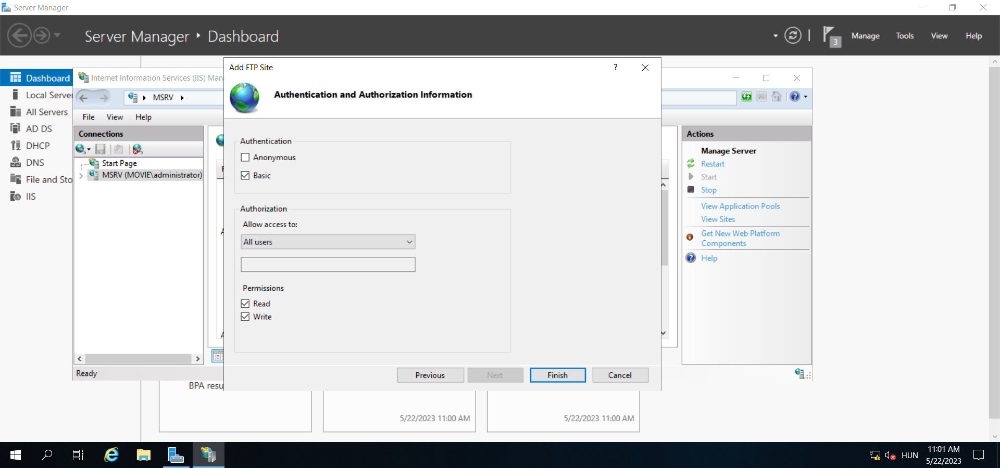 Server Manager
Server Manager ‣ Dashboard
3
Manage
Tools
View
Help
Dashboard
Local Server
All Servers
AD DS
DHCP
DNS
File and Sto
IIS
Internet Information Services (IIS) Man
MSRV
File
View
Help
Connections
Start Page
MSRV (MOVIE\administrator)
Ready
Add FTP Site
?
Authentication and Authorization Information
Authentication
Anonymous
Basic
Authorization
Allow access to:
All users
Permissions
Read
Write
Previous
Next
Finish
Cancel
Actions
Manage Server
Restart
Start
Stop
View Application Pools
View Sites
Get New Web Platform
Components
Help
BPA resu
5/22/2023 11:00 AM
5/22/2023 11:00 AM
HUN
11:01 AM
5/22/2023